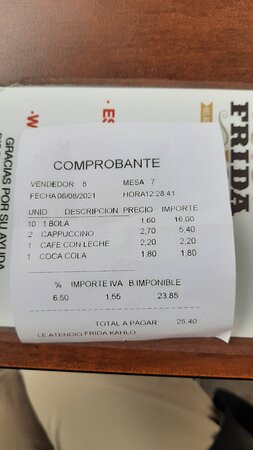 FRIDA
GRACIAS POR SU AYUDA
COMPROBANTE
VENDEDOR 8 MESA 7
FECHA 06/08/2021 HORA 12:28:41
UNID. DESCRIPCION PRECIO IMPORTE
10 1 BOLA 1,60 16,00
2 CAPPUCCINO 2,70 5,40
1 CAFE CON LECHE 2,20 2,20
1 COCA COLA 1,80 1,80
% IMPORTE IVA B.IMPONIBLE
6,50 1,55 23,85
TOTAL A PAGAR 25,40
LE ATENDIO FRIDA KAHLO